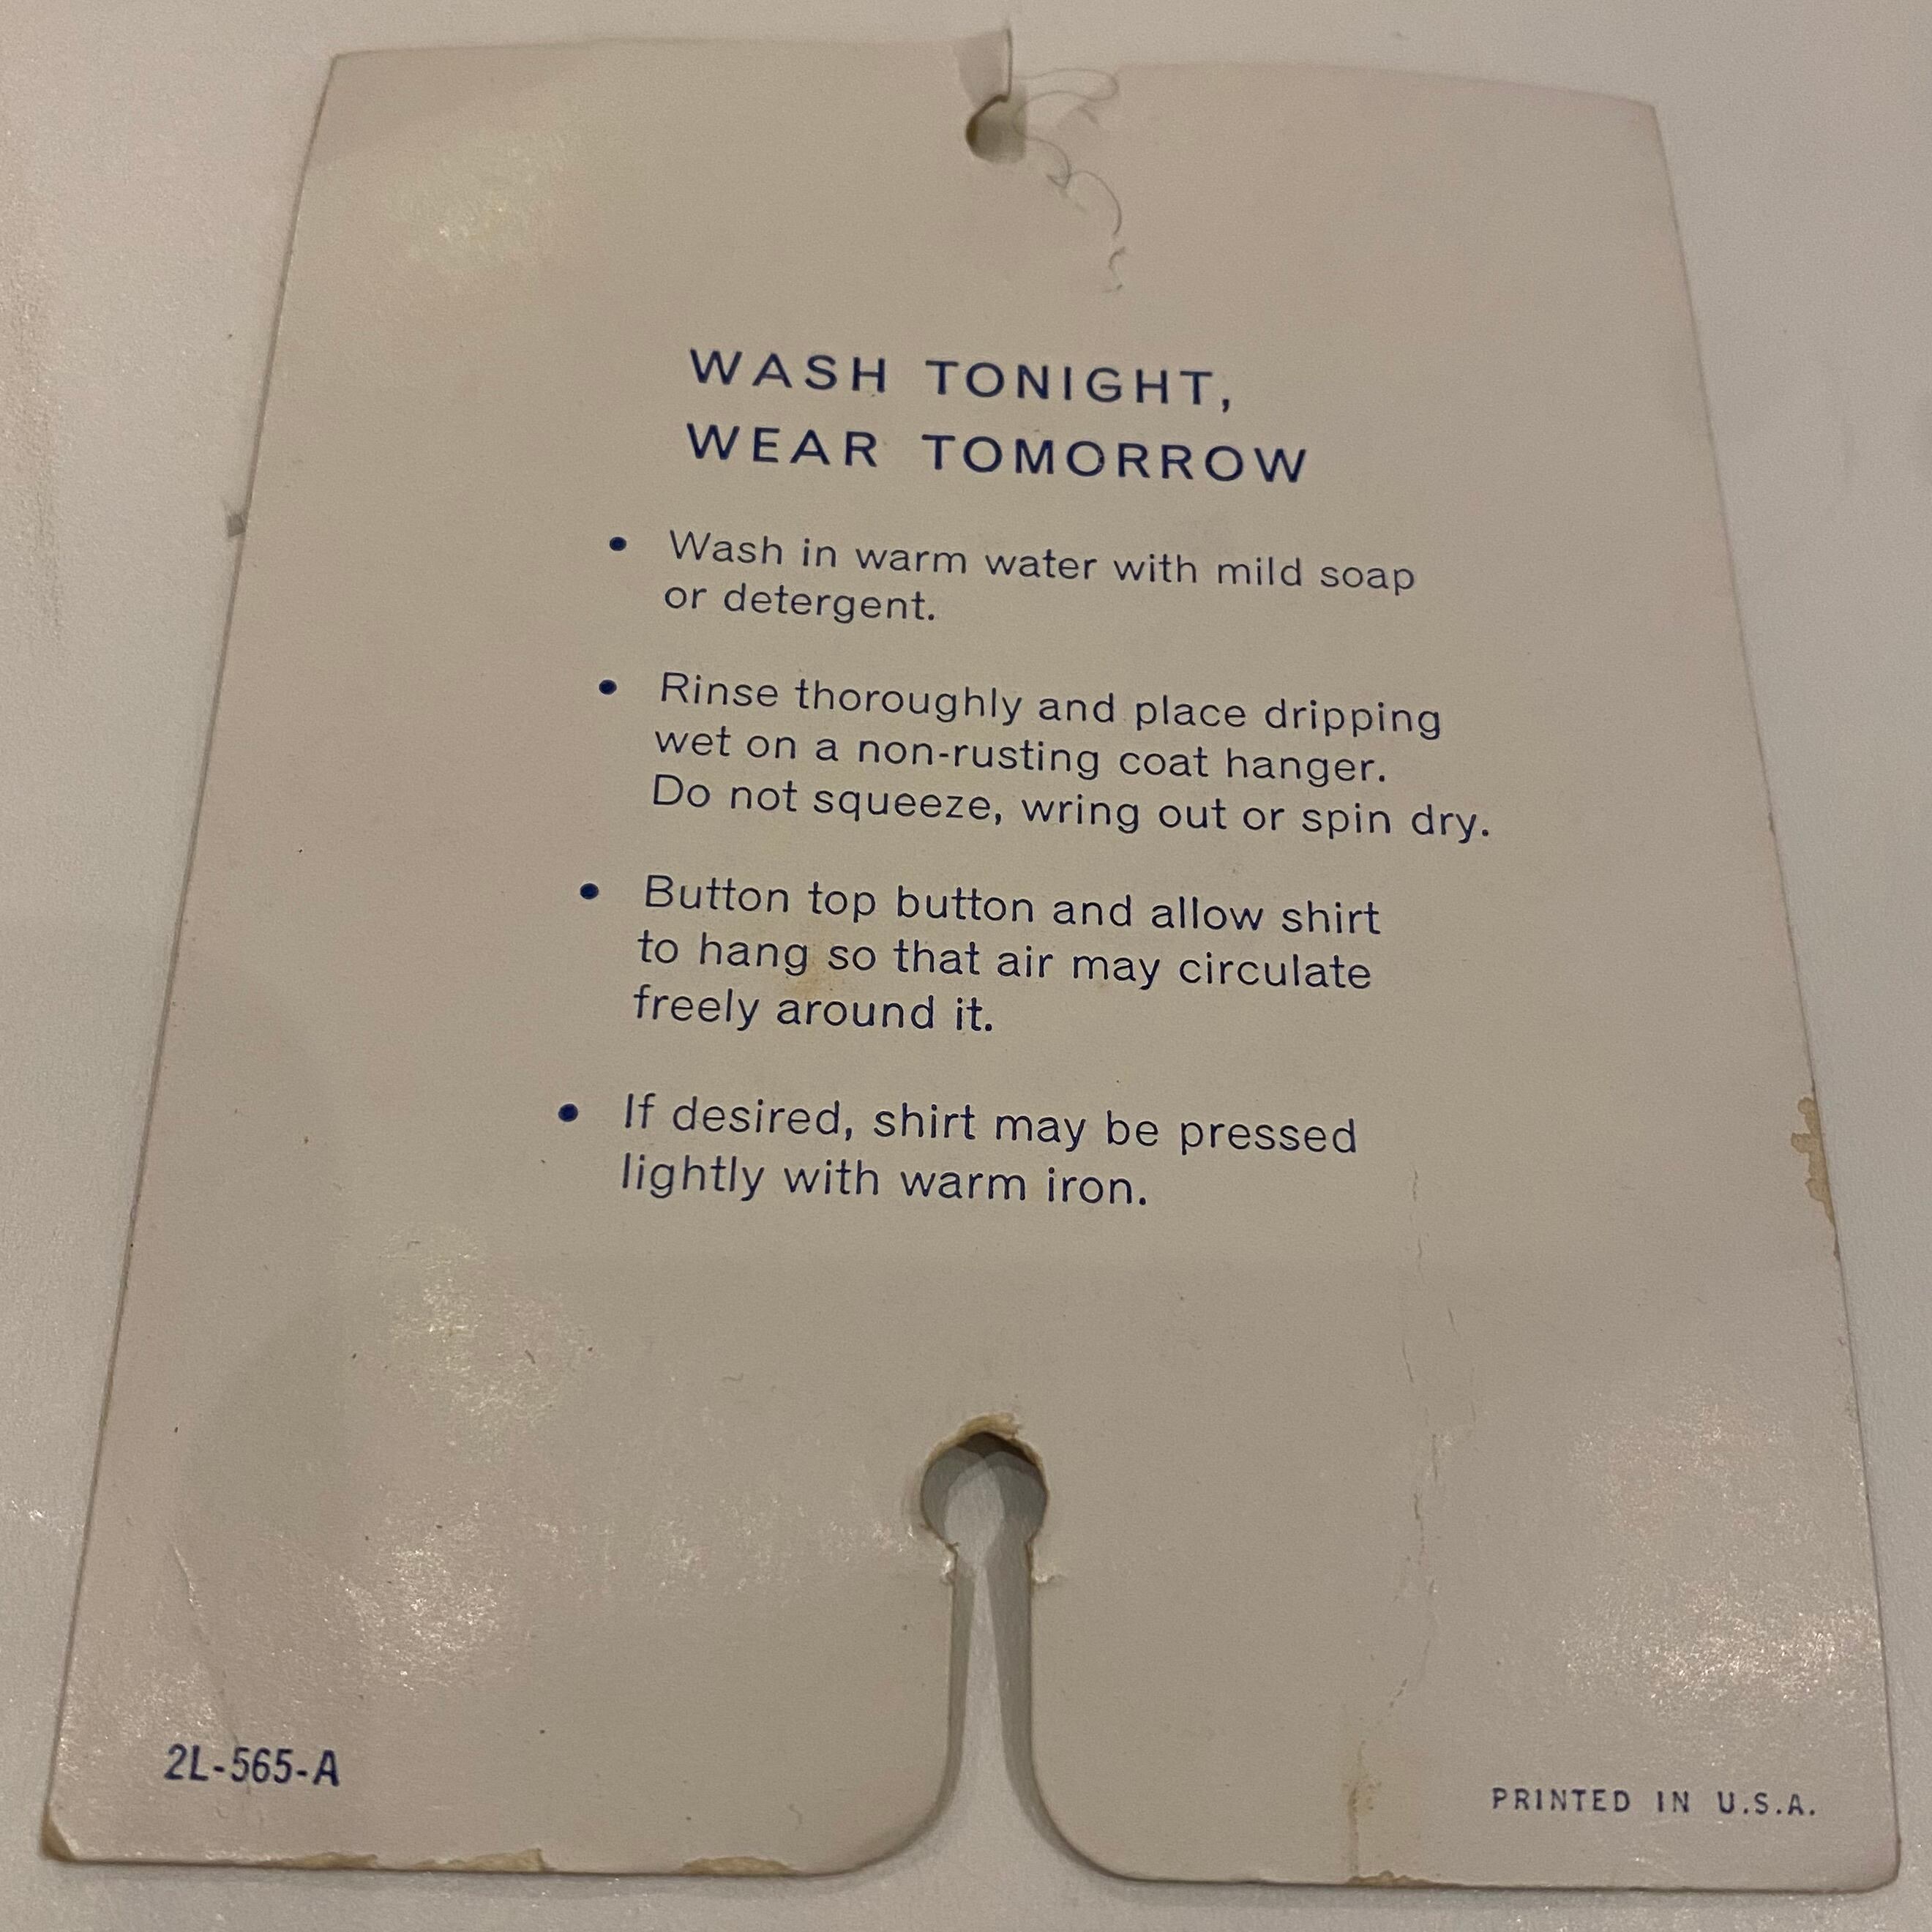 WASH TONIGHT,
WEAR TOMORROW
• Wash in warm water with mild soap
or detergent.
• Rinse thoroughly and place dripping
wet on a non-rusting coat hanger.
Do not squeeze, wring out or spin dry.
• Button top button and allow shirt
to hang so that air may circulate
freely around it.
• If desired, shirt may be pressed
lightly with warm iron.
2L-565-A
PRINTED IN U.S.A.